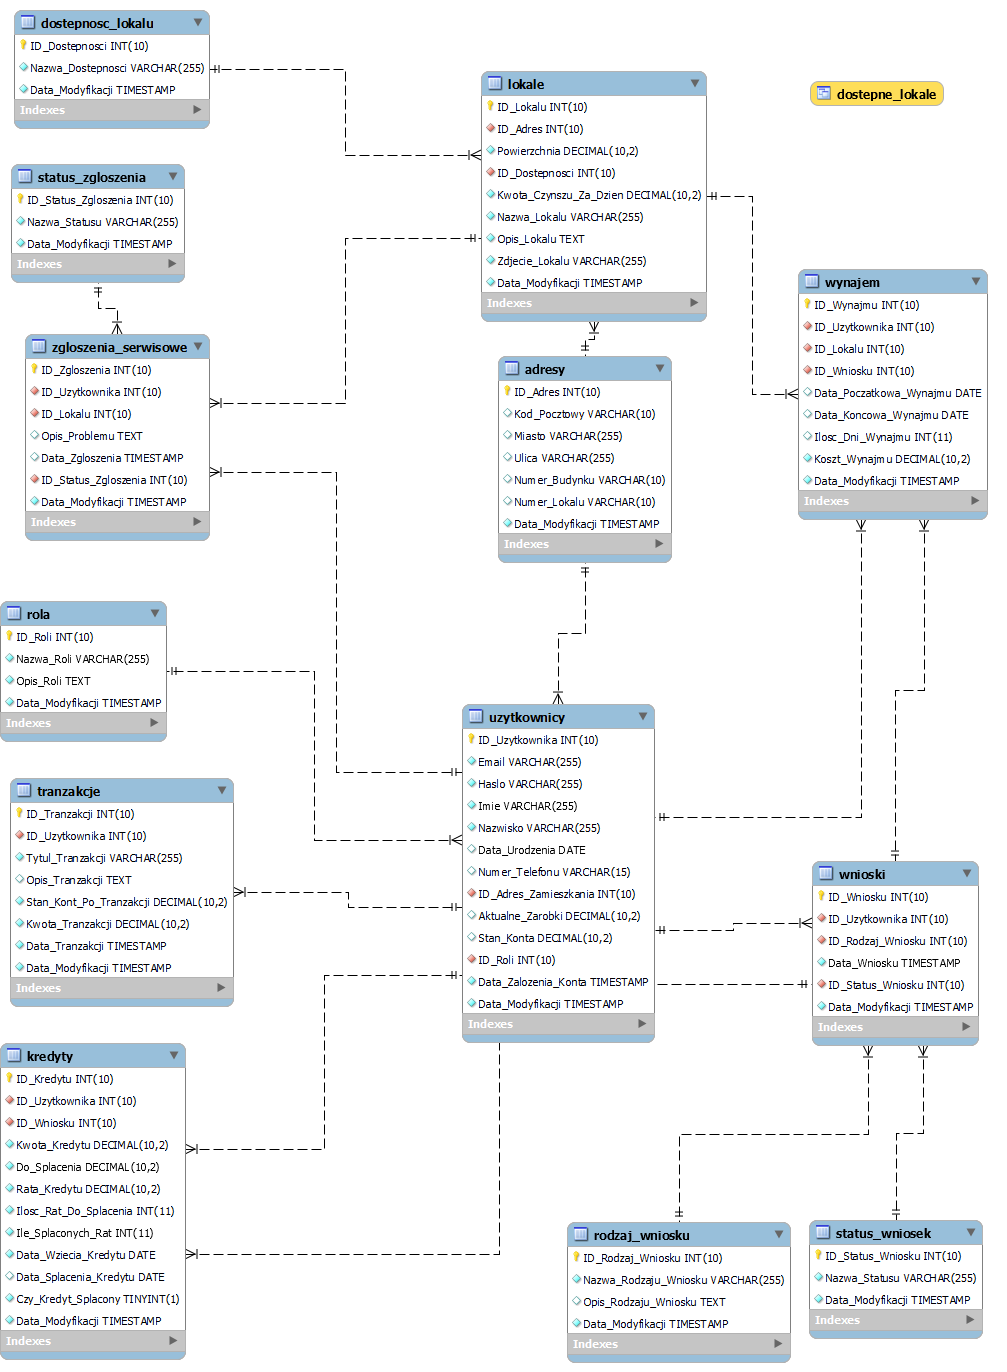 dostepnosc_lokalu
ID_Dostepnosci INT(10)
Nazwa_Dostepnosci VARCHAR(255)
Data_Modyfikacji TIMESTAMP
Indexes
lokale
ID_Lokalu INT(10)
ID_Adres INT(10)
Powierzchnia DECIMAL(10,2)
ID_Dostepnosci INT(10)
Kwota_Czynszu_Za_Dzien DECIMAL(10,2)
Nazwa_Lokalu VARCHAR(255)
Opis_Lokalu TEXT
Zdjecie_Lokalu VARCHAR(255)
Data_Modyfikacji TIMESTAMP
Indexes
dostepne_lokale
status_zgloszenia
ID_Status_Zgloszenia INT(10)
Nazwa_Statusu VARCHAR(255)
Data_Modyfikacji TIMESTAMP
Indexes
wynajem
ID_Wynajmu INT(10)
ID_Uzytkownika INT(10)
ID_Lokalu INT(10)
ID_Wniosku INT(10)
Data_Poczatkowa_Wynajmu DATE
Data_Koncowa_Wynajmu DATE
Ilosc_Dni_Wynajmu INT(11)
Koszt_Wynajmu DECIMAL(10,2)
Data_Modyfikacji TIMESTAMP
Indexes
zgloszenia_serwisowe
ID_Zgloszenia INT(10)
ID_Uzytkownika INT(10)
ID_Lokalu INT(10)
Opis_Problemu TEXT
Data_Zgloszenia TIMESTAMP
ID_Status_Zgloszenia INT(10)
Data_Modyfikacji TIMESTAMP
Indexes
adresy
ID_Adres INT(10)
Kod_Pocztowy VARCHAR(10)
Miasto VARCHAR(255)
Ulica VARCHAR(255)
Numer_Budynku VARCHAR(10)
Numer_Lokalu VARCHAR(10)
Data_Modyfikacji TIMESTAMP
Indexes
rola
ID_Roli INT(10)
Nazwa_Roli VARCHAR(255)
Opis_Roli TEXT
Data_Modyfikacji TIMESTAMP
Indexes
uzytkownicy
ID_Uzytkownika INT(10)
Email VARCHAR(255)
Haslo VARCHAR(255)
Imie VARCHAR(255)
Nazwisko VARCHAR(255)
Data_Urodzenia DATE
Numer_Telefonu VARCHAR(15)
ID_Adres_Zamieszkania INT(10)
Aktualne_Zarobki DECIMAL(10,2)
Stan_Konta DECIMAL(10,2)
ID_Roli INT(10)
Data_Zalozenia_Konta TIMESTAMP
Data_Modyfikacji TIMESTAMP
Indexes
tranzakcje
ID_Tranzakcji INT(10)
ID_Uzytkownika INT(10)
Tytul_Tranzakcji VARCHAR(255)
Opis_Tranzakcji TEXT
Stan_Kont_Po_Tranzakcji DECIMAL(10,2)
Kwota_Tranzakcji DECIMAL(10,2)
Data_Tranzakcji TIMESTAMP
Data_Modyfikacji TIMESTAMP
Indexes
wnioski
ID_Wniosku INT(10)
ID_Uzytkownika INT(10)
ID_Rodzaj_Wniosku INT(10)
Data_Wniosku TIMESTAMP
ID_Status_Wniosku INT(10)
Data_Modyfikacji TIMESTAMP
Indexes
kredyty
ID_Kredytu INT(10)
ID_Uzytkownika INT(10)
ID_Wniosku INT(10)
Kwota_Kredytu DECIMAL(10,2)
Do_Splacenia DECIMAL(10,2)
Rata_Kredytu DECIMAL(10,2)
Ilosc_Rat_Do_Splacenia INT(11)
Ile_Splaconych_Rat INT(11)
Data_Wziecia_Kredytu DATE
Data_Splacenia_Kredytu DATE
Czy_Kredyt_Splacony TINYINT(1)
Data_Modyfikacji TIMESTAMP
Indexes
rodzaj_wniosku
ID_Rodzaj_Wniosku INT(10)
Nazwa_Rodzaju_Wniosku VARCHAR(255)
Opis_Rodzaju_Wniosku TEXT
Data_Modyfikacji TIMESTAMP
Indexes
status_wniosek
ID_Status_Wniosku INT(10)
Nazwa_Statusu VARCHAR(255)
Data_Modyfikacji TIMESTAMP
Indexes